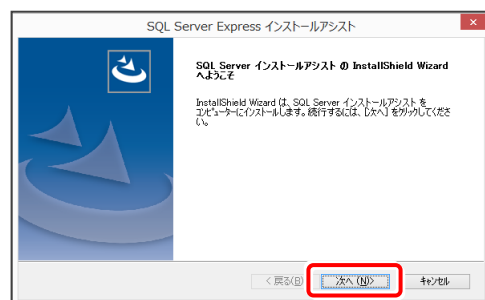 SQL Server Express インストールアシスト
SQL Server インストールアシスト の InstallShield Wizard
へようこそ
InstallShield Wizard は、SQL Server インストールアシスト を
コンピューターにインストールします。続行するには、[次へ] をクリックしてくださ
い。
< 戻る(B)
次へ (N)>
キャンセル